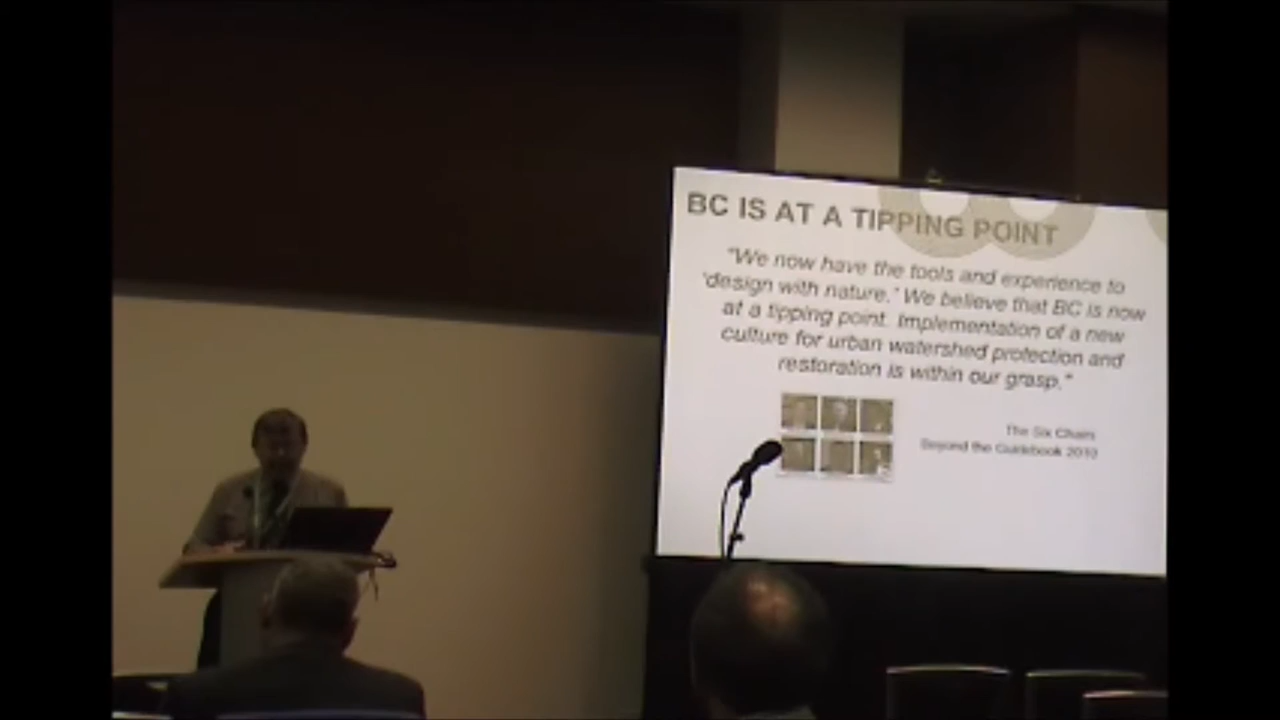 BC IS AT A TIPPING POINT
"We now have the tools and experience to
'design with nature.' We believe that BC is now
at a tipping point. Implementation of a new
culture for urban watershed protection and
restoration is within our grasp."
The Six Chairs
Beyond the Guidebook 2010